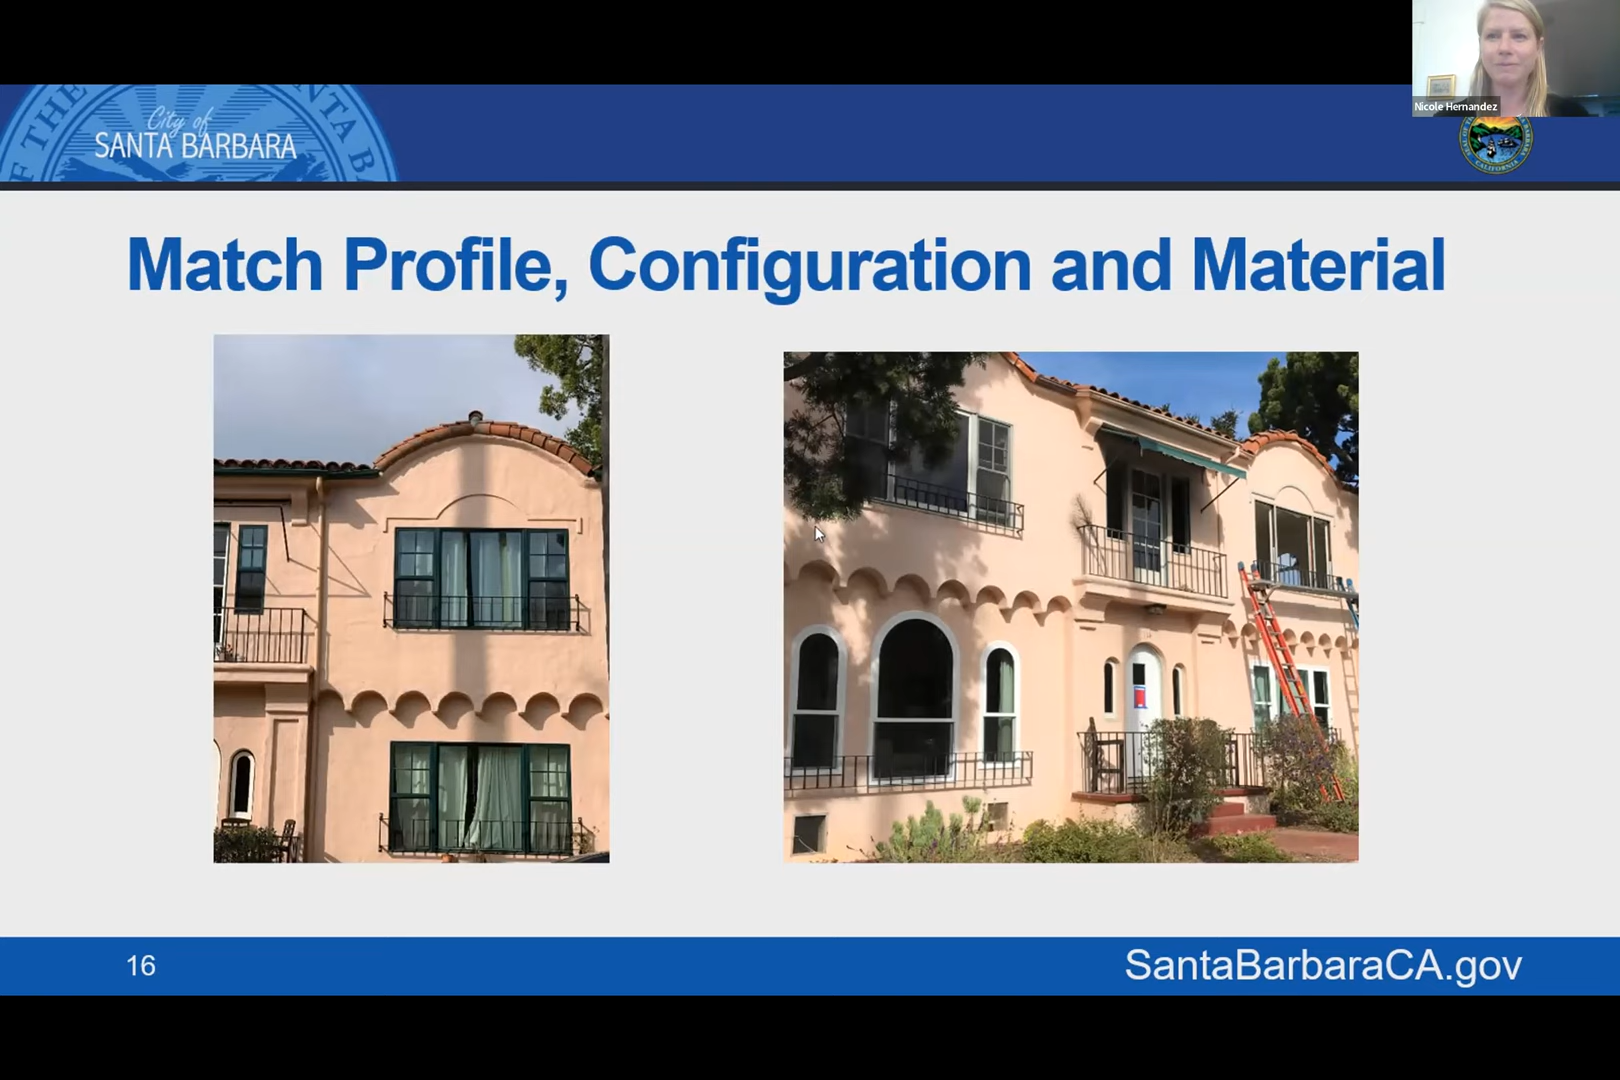 Nicole Hernandez
City of
SANTA BARBARA
Match Profile, Configuration and Material
16
SantaBarbaraCA.gov